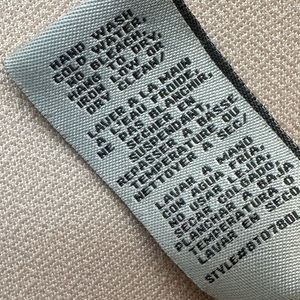 HAND WASH
COLD WATER,
NO BLEACH,
HANG TO DRY,
IRON LOW OR
DRY CLEAN/
LAVER A LA MAIN
A L'EAU FROIDE,
NE PAS BLANCHIR,
SECHER EN
SUSPENDANT,
REPASSER A BASSE
TEMPERATURE OU
NETTOYER A SEC/
LAVAR A MANO,
CON AGUA FRIA,
NO USAR LEJIA,
SECAR COLGADO,
PLANCHAR A BAJA
TEMPERATURA O
LAVAR EN SECO